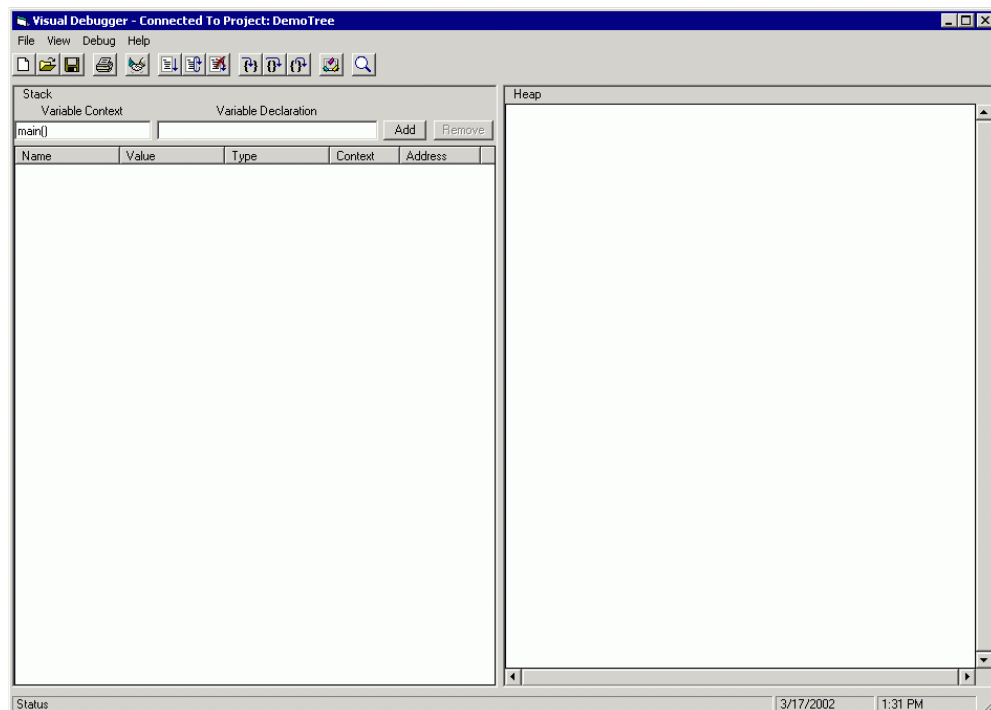 Visual Debugger - Connected To Project: DemoTree
File View Debug Help
Stack
Variable Context Variable Declaration
main() Add Remove
Name Value Type Context Address
Heap
Status 3/17/2002 1:31 PM